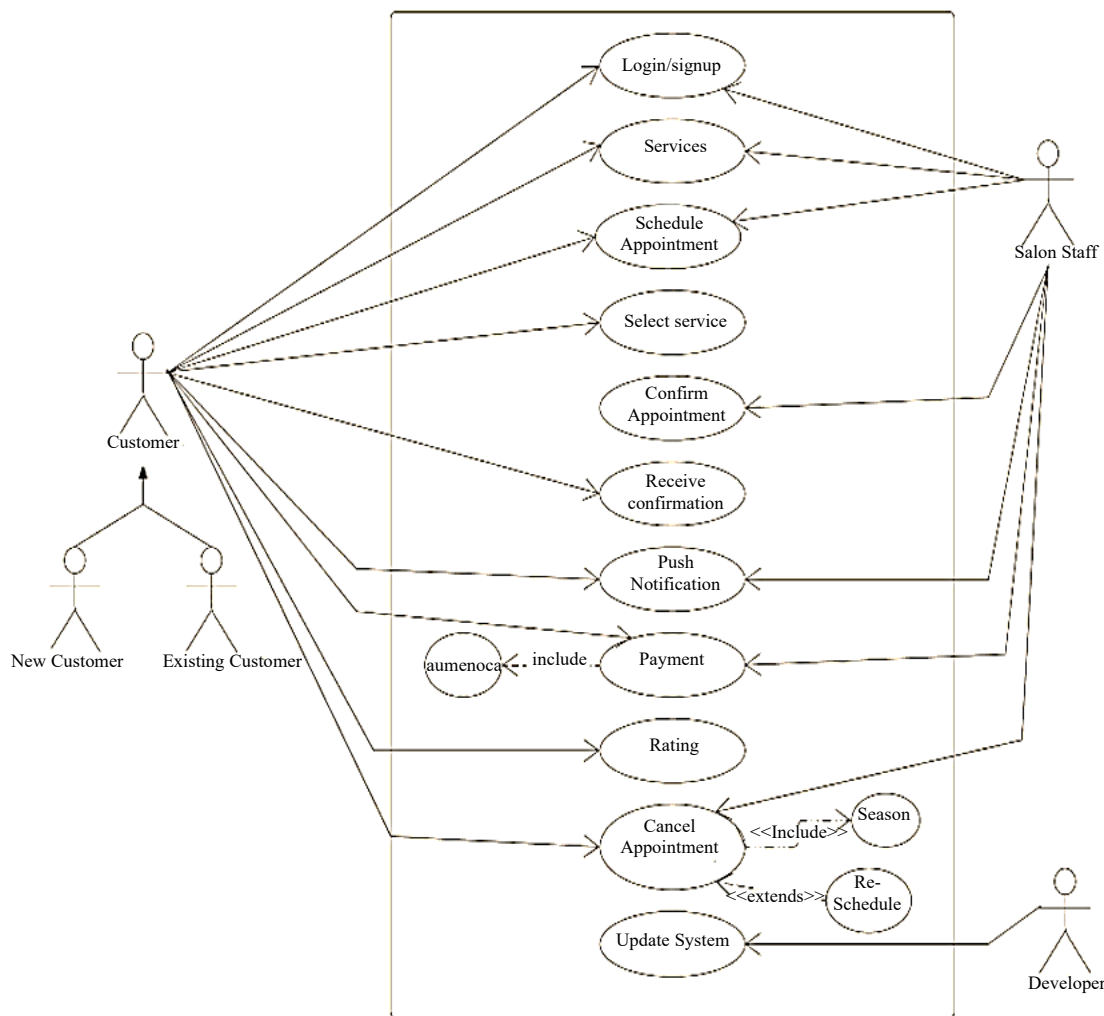 Login/signup
Services
Schedule
Appointment
Salon Staff
Select service
Confirm
Appointment
Customer
Receive
confirmation
Push
Notification
New Customer
Existing Customer
aumenoca
include
Payment
Rating
Cancel
Appointment
<<Include>>
Season
<<extends>>
Re-
Schedule
Update System
Developer